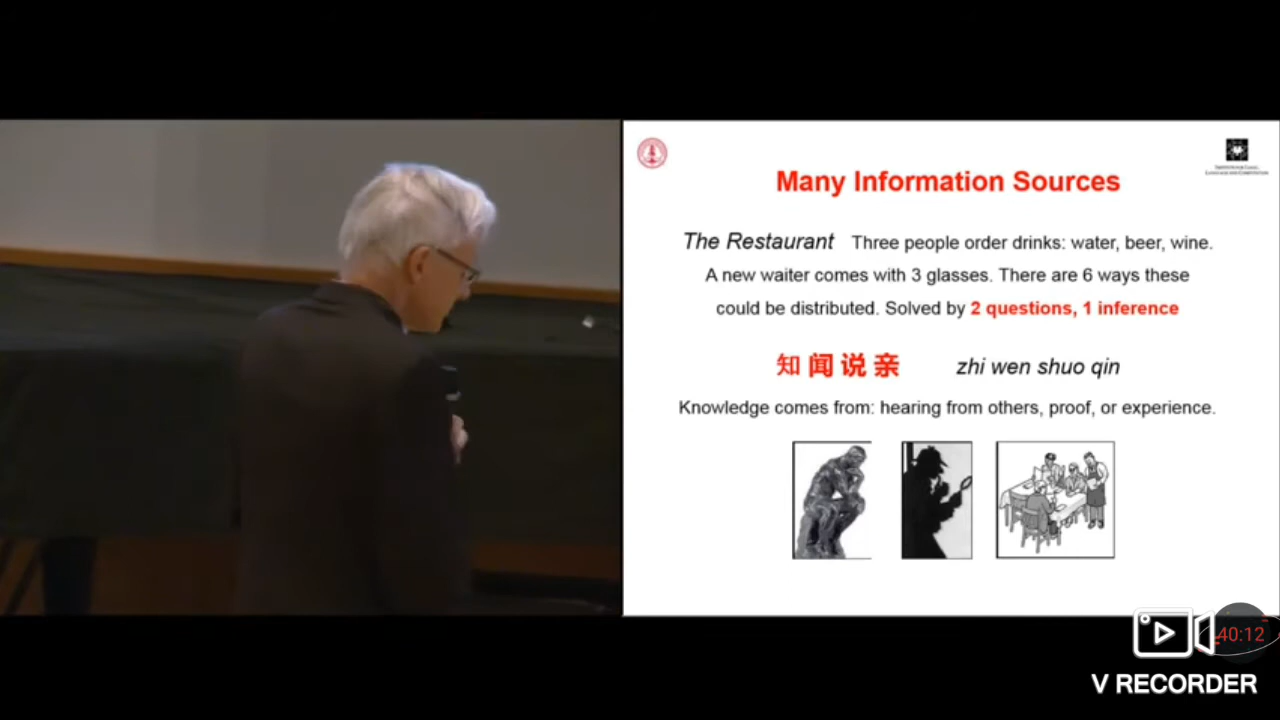 Many Information Sources
The Restaurant Three people order drinks: water, beer, wine.
A new waiter comes with 3 glasses. There are 6 ways these
could be distributed. Solved by 2 questions, 1 inference
知 闻 说 亲 zhi wen shuo qin
Knowledge comes from: hearing from others, proof, or experience.
40:12
V RECORDER